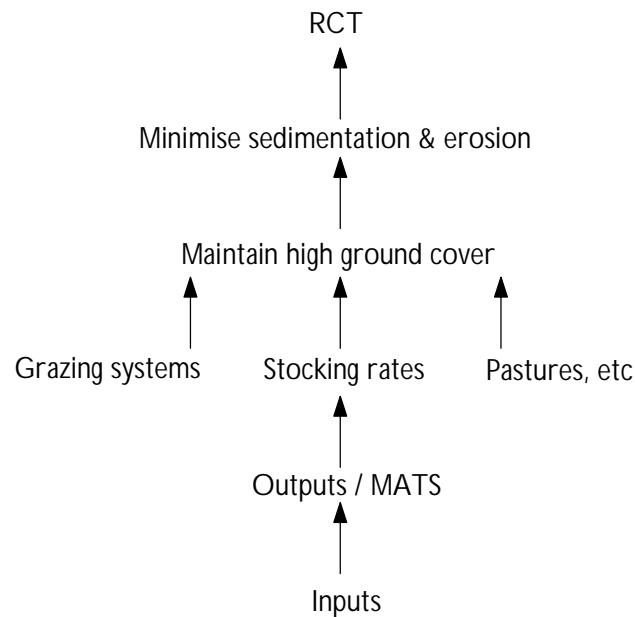 RCT
Minimise sedimentation & erosion
Maintain high ground cover
Grazing systems
Stocking rates
Pastures, etc
Outputs / MATS
Inputs